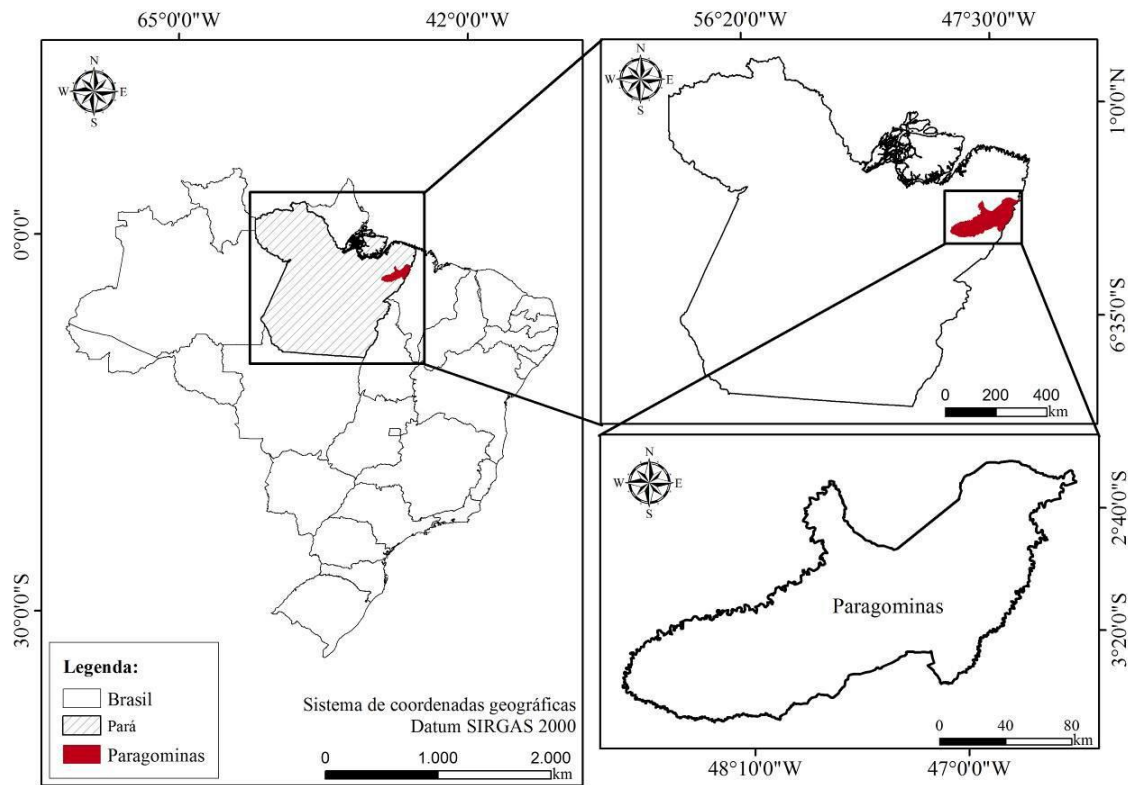 65°0'0"W
42°0'0"W
56°20'0"W
47°30'0"W
N
W
E
S
0°0'0"
30°0'0"S
Legenda:
Brasil
Pará
Paragominas
Sistema de coordenadas geográficas
Datum SIRGAS 2000
0
1.000
2.000
km
N
W
E
S
1°0'0"N
6°35'0"S
0
200
400
km
N
W
E
S
2°40'0"S
3°20'0"S
Paragominas
0
40
80
km
48°10'0"W
47°0'0"W